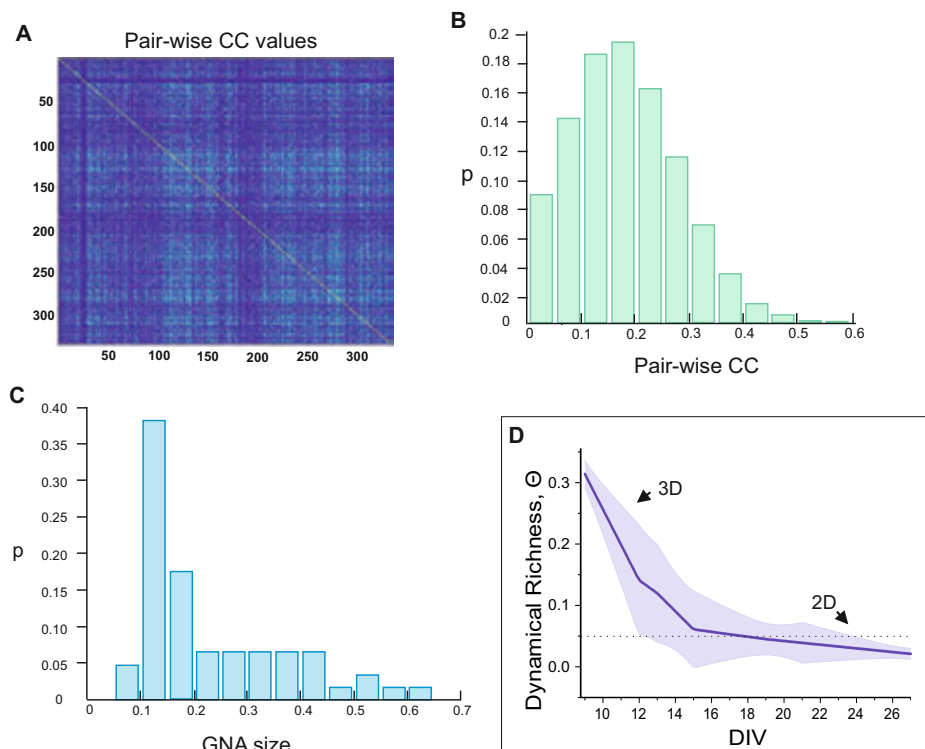 A
Pair-wise CC values
50
100
150
200
250
300
50 100 150 200 250 300
B
0.2
0.18
0.16
0.14
0.12
0.10
0.08
0.06
0.04
0.02
0
p
0 0.1 0.2 0.3 0.4 0.5 0.6
Pair-wise CC
C
0.40
0.35
0.30
0.25
0.20
0.15
0.10
0.05
0
p
0 0.1 0.2 0.3 0.4 0.5 0.6 0.7
GNA size
D
Dynamical Richness, Θ
0.3
0.2
0.1
0.0
3D
2D
10 12 14 16 18 20 22 24 26
DIV